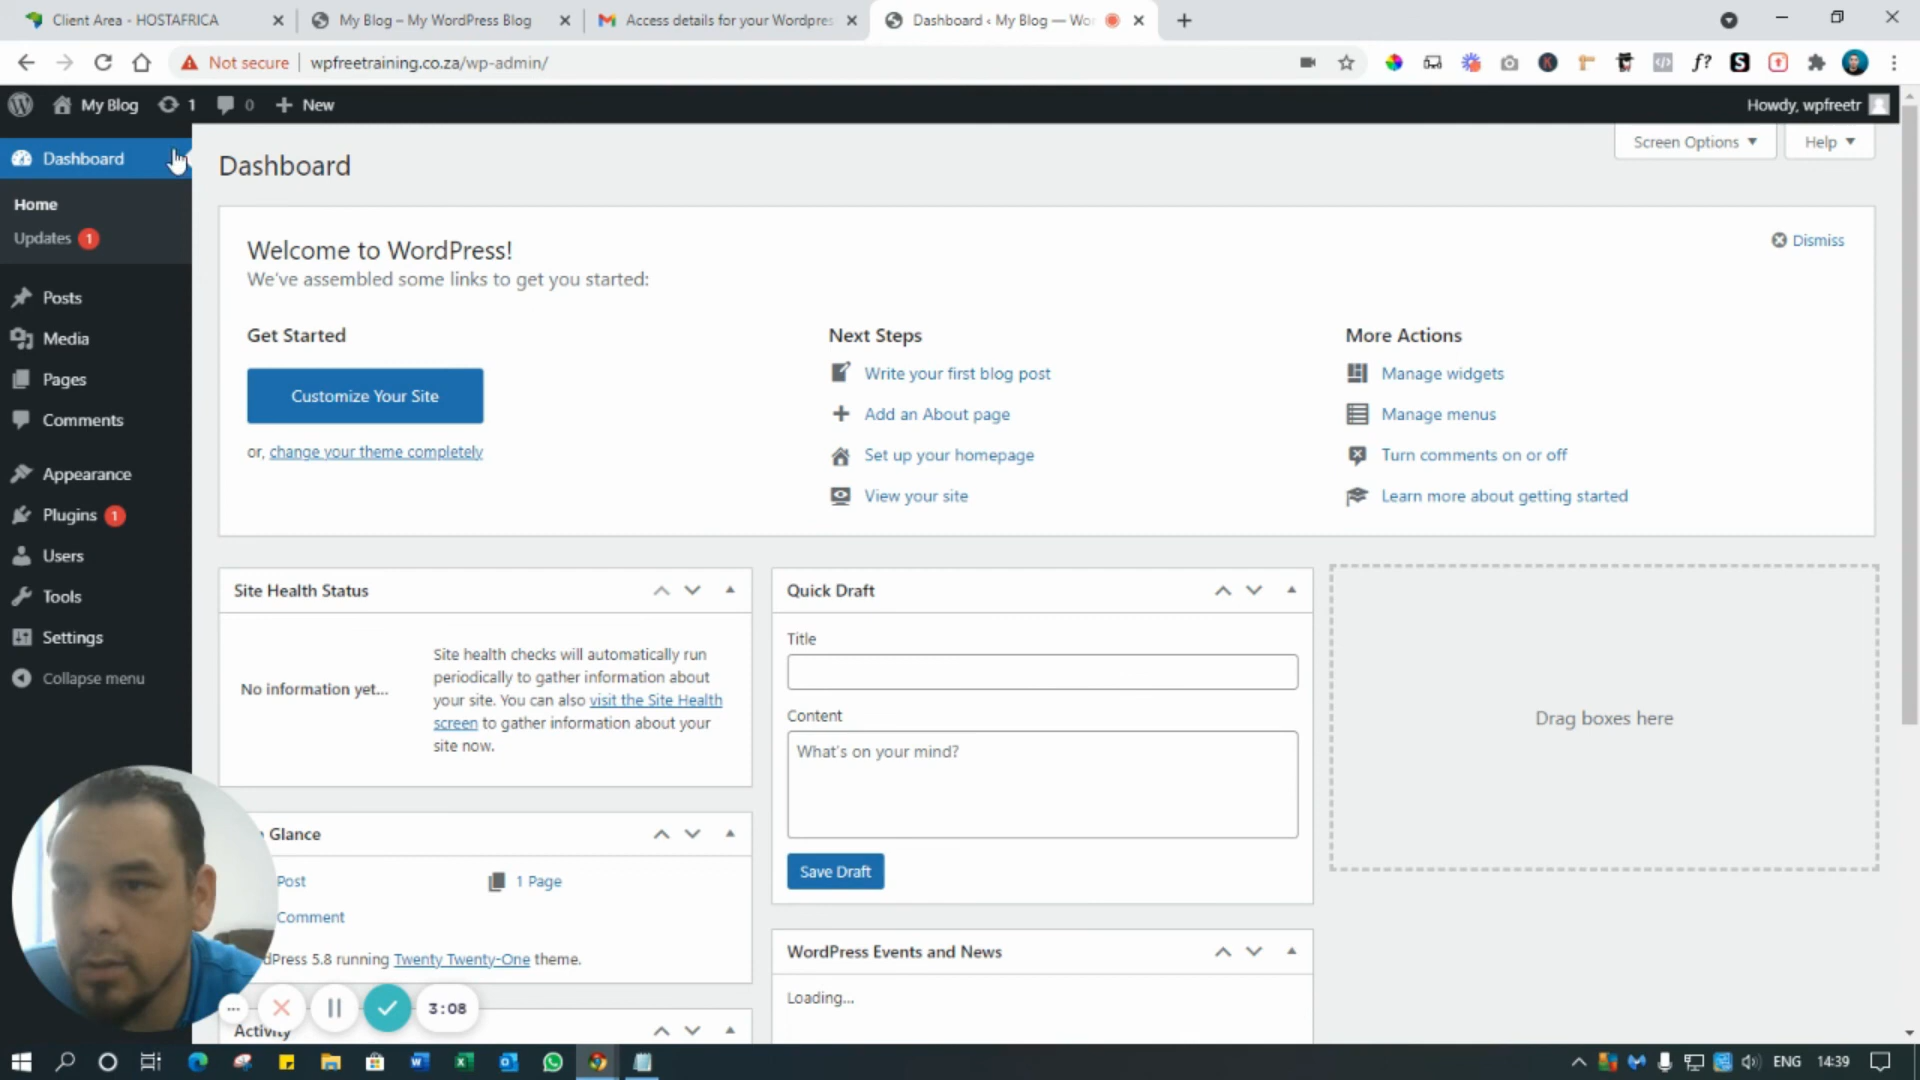 Client Area - HOSTAFRICA
My Blog – My WordPress Blog
Access details for your Wordpres
Dashboard ‹ My Blog — Wo
Not secure
wpfreetraining.co.za/wp-admin/
My Blog
1
0
New
Howdy, wpfreetr
Dashboard
Home
Updates 1
Posts
Media
Pages
Comments
Appearance
Plugins 1
Users
Tools
Settings
Collapse menu
Dashboard
Screen Options
Help
Welcome to WordPress!
Dismiss
We've assembled some links to get you started:
Get Started
Customize Your Site
or, change your theme completely
Next Steps
Write your first blog post
Add an About page
Set up your homepage
View your site
More Actions
Manage widgets
Manage menus
Turn comments on or off
Learn more about getting started
Site Health Status
No information yet...
Site health checks will automatically run
periodically to gather information about
your site. You can also visit the Site Health
screen to gather information about your
site now.
Glance
Post
1 Page
Comment
dPress 5.8 running Twenty Twenty-One theme.
Activity
Quick Draft
Title
Content
What's on your mind?
Save Draft
WordPress Events and News
Loading...
Drag boxes here
3:08
ENG
14:39